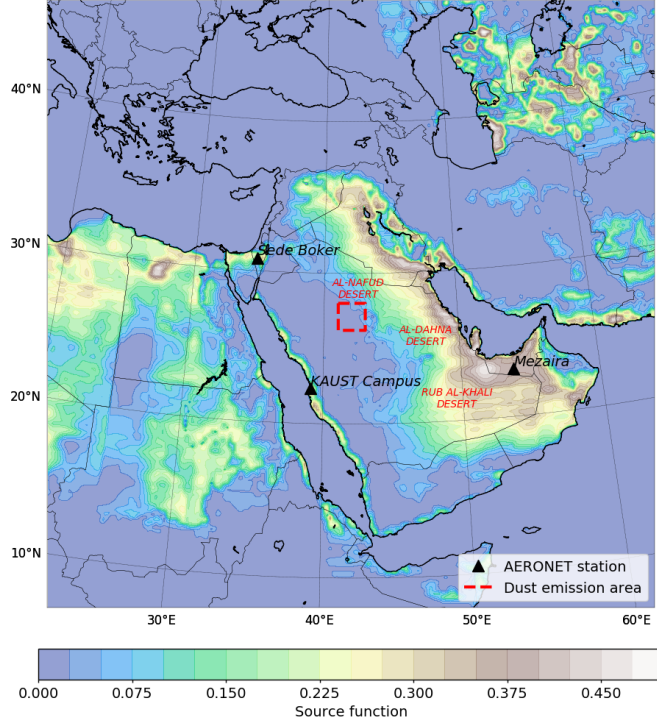 40°N
30°N
20°N
10°N
Sede Boker
AL-NAFUD
DESERT
AL-DAHNA
DESERT
Mezaira
KAUST Campus
RUB AL-KHALI
DESERT
AERONET station
Dust emission area
30°E
40°E
50°E
60°E
0.000
0.075
0.150
0.225
0.300
0.375
0.450
Source function